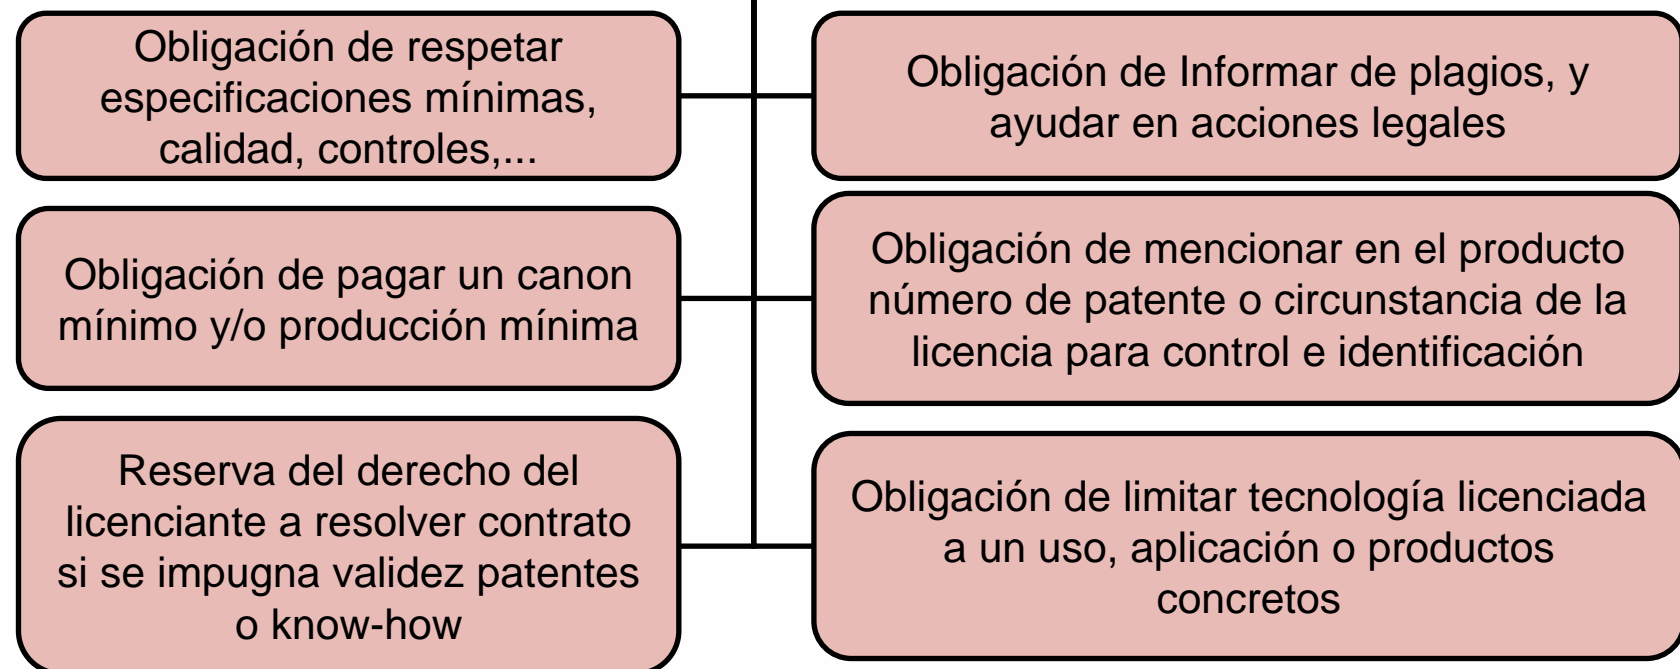 Obligación de respetar
especificaciones mínimas,
calidad, controles,...
Obligación de Informar de plagios, y
ayudar en acciones legales
Obligación de pagar un canon
mínimo y/o producción mínima
Obligación de mencionar en el producto
número de patente o circunstancia de la
licencia para control e identificación
Reserva del derecho del
licenciante a resolver contrato
si se impugna validez patentes
o know-how
Obligación de limitar tecnología licenciada
a un uso, aplicación o productos
concretos